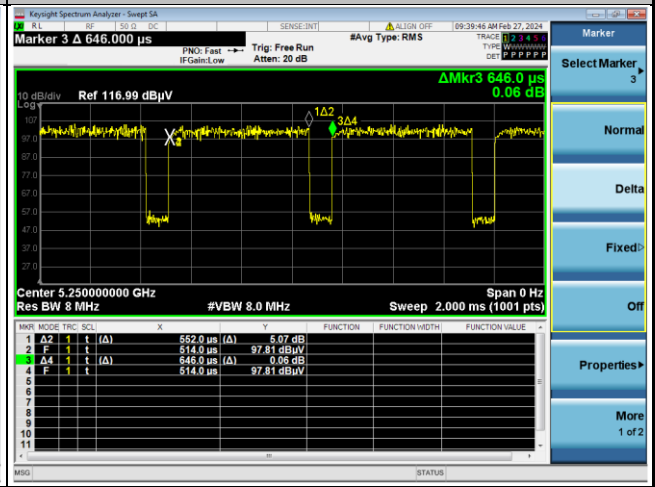 Keysight Spectrum Analyzer - Swept SA
RL RF 50 Ω DC SENSE:INT ALIGN OFF 09:39:46 AM Feb 27, 2024
Marker 3 Δ 646.000 µs
PNO: Fast
IFGain:Low
Trig: Free Run
Atten: 20 dB
#Avg Type: RMS
TRACE 1 2 3 4 5 6
TYPE WWWWWW
DET P P P P P P
ΔMkr3 646.0 µs
0.06 dB
10 dB/div Ref 116.99 dBµV
Log
107
97.0
87.0
77.0
67.0
57.0
47.0
37.0
27.0
1Δ2
3Δ4
Center 5.250000000 GHz Span 0 Hz
Res BW 8 MHz #VBW 8.0 MHz Sweep 2.000 ms (1001 pts)
MKR MODE TRC SCL X Y FUNCTION FUNCTION WIDTH FUNCTION VALUE
1 Δ2 1 t (Δ) 552.0 µs (Δ) 5.07 dB
2 F 1 t 514.0 µs 97.81 dBµV
3 Δ4 1 t (Δ) 646.0 µs (Δ) 0.06 dB
4 F 1 t 514.0 µs 97.81 dBµV
5
6
7
8
9
10
11
MSG STATUS
Marker
Select Marker
3
Normal
Delta
Fixed
Off
Properties
More
1 of 2